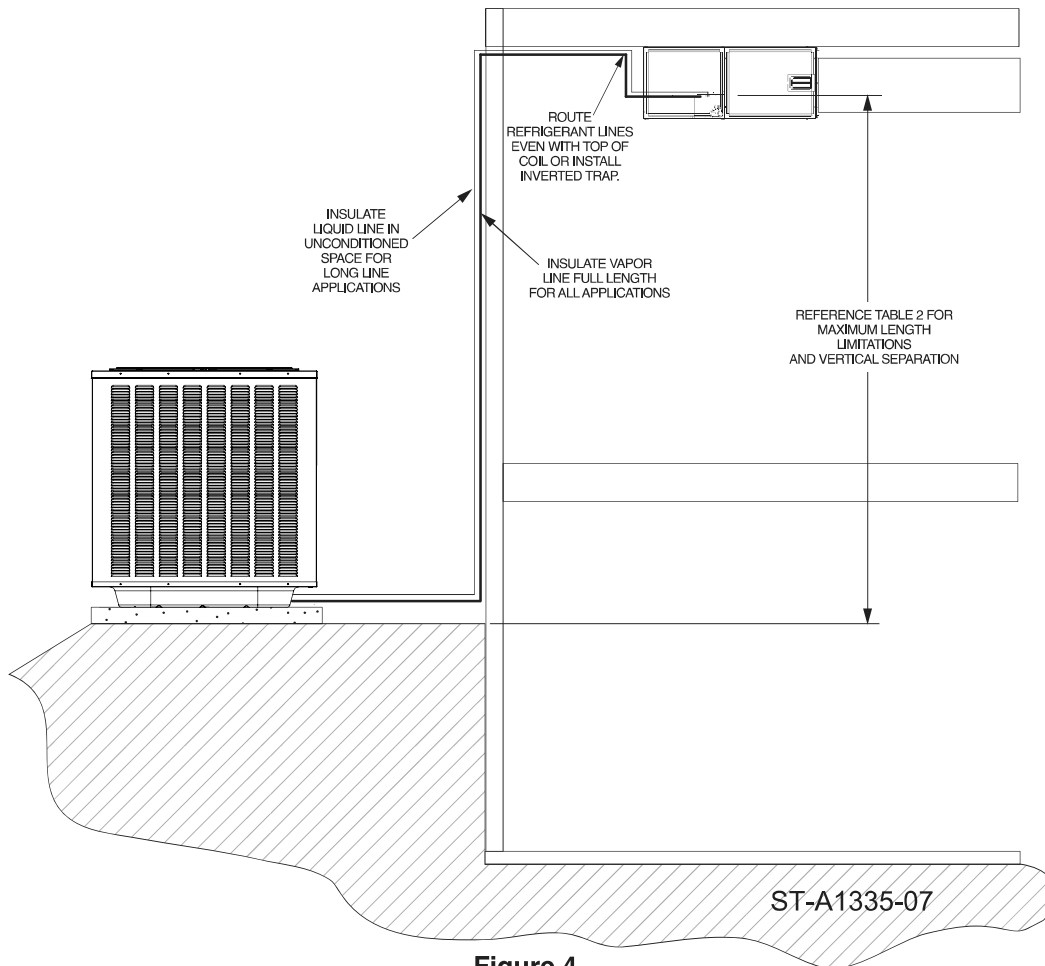 ROUTE
REFRIGERANT LINES
EVEN WITH TOP OF
COIL OR INSTALL
INVERTED TRAP.
INSULATE
LIQUID LINE IN
UNCONDITIONED
SPACE FOR
LONG LINE
APPLICATIONS
INSULATE VAPOR
LINE FULL LENGTH
FOR ALL APPLICATIONS
REFERENCE TABLE 2 FOR
MAXIMUM LENGTH
LIMITATIONS
AND VERTICAL SEPARATION
ST-A1335-07
Figure 4